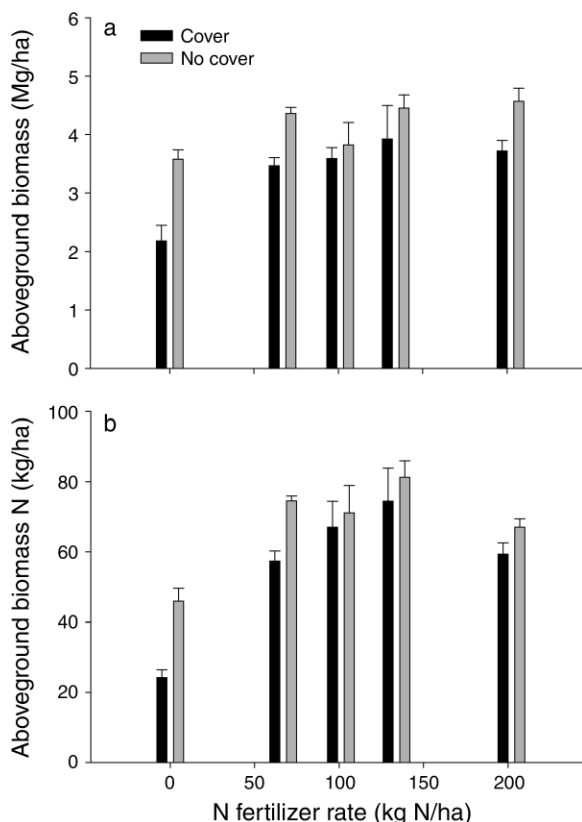 a
Cover
No cover
Aboveground biomass (Mg/ha)
6
5
4
3
2
1
0
b
Aboveground biomass N (kg/ha)
100
80
60
40
20
0
0 50 100 150 200
N fertilizer rate (kg N/ha)